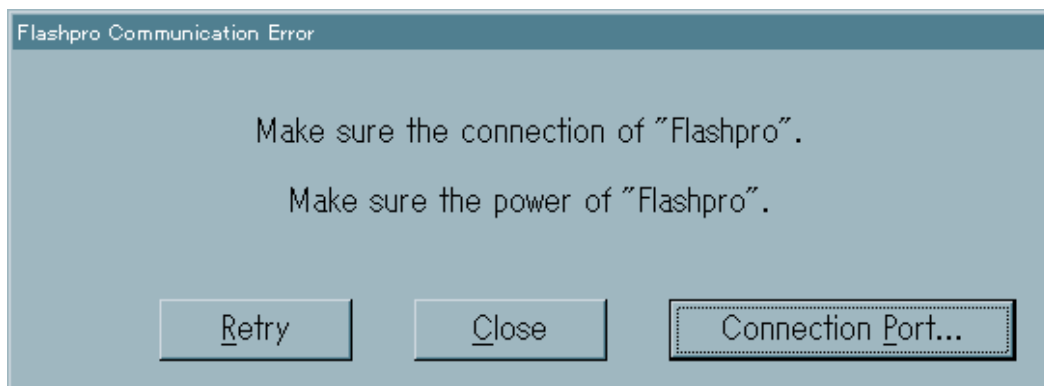 Flashpro Communication Error
Make sure the connection of "Flashpro".
Make sure the power of "Flashpro".
Retry
Close
Connection Port...